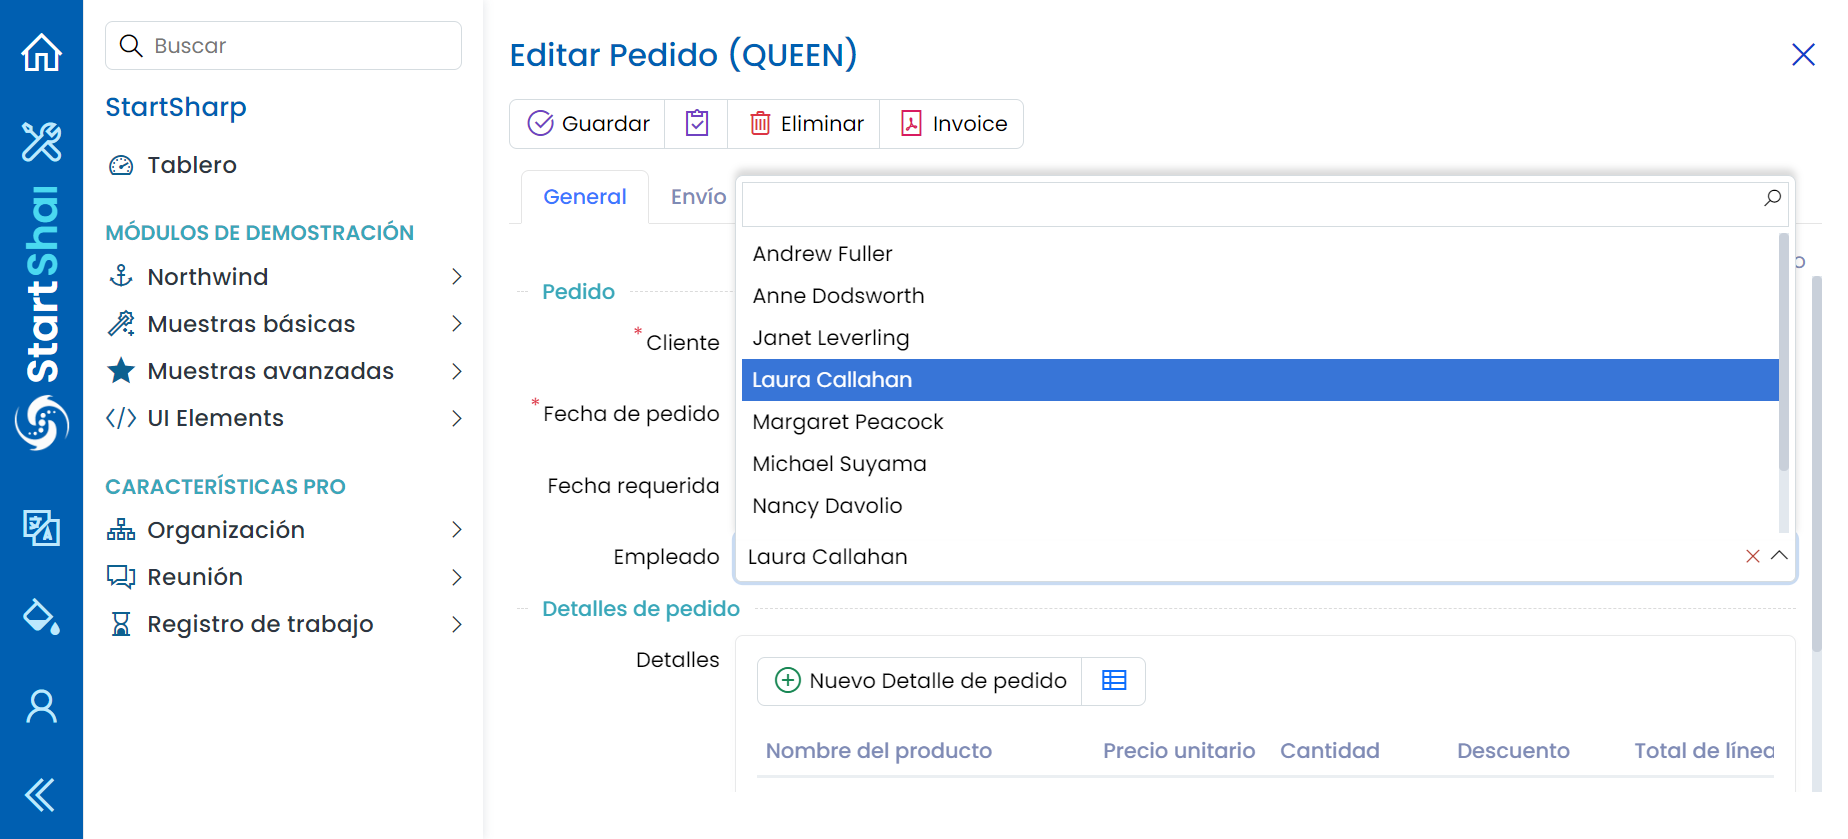 StartShai
Buscar
StartSharp
Tablero
MÓDULOS DE DEMOSTRACIÓN
Northwind
Muestras básicas
Muestras avanzadas
UI Elements
CARACTERÍSTICAS PRO
Organización
Reunión
Registro de trabajo
Editar Pedido (QUEEN)
Guardar
Eliminar
Invoice
General
Envío
Pedido
* Cliente
* Fecha de pedido
Fecha requerida
Andrew Fuller
Anne Dodsworth
Janet Leverling
Laura Callahan
Margaret Peacock
Michael Suyama
Nancy Davolio
Empleado
Laura Callahan
Detalles de pedido
Detalles
Nuevo Detalle de pedido
Nombre del producto Precio unitario Cantidad Descuento Total de línea